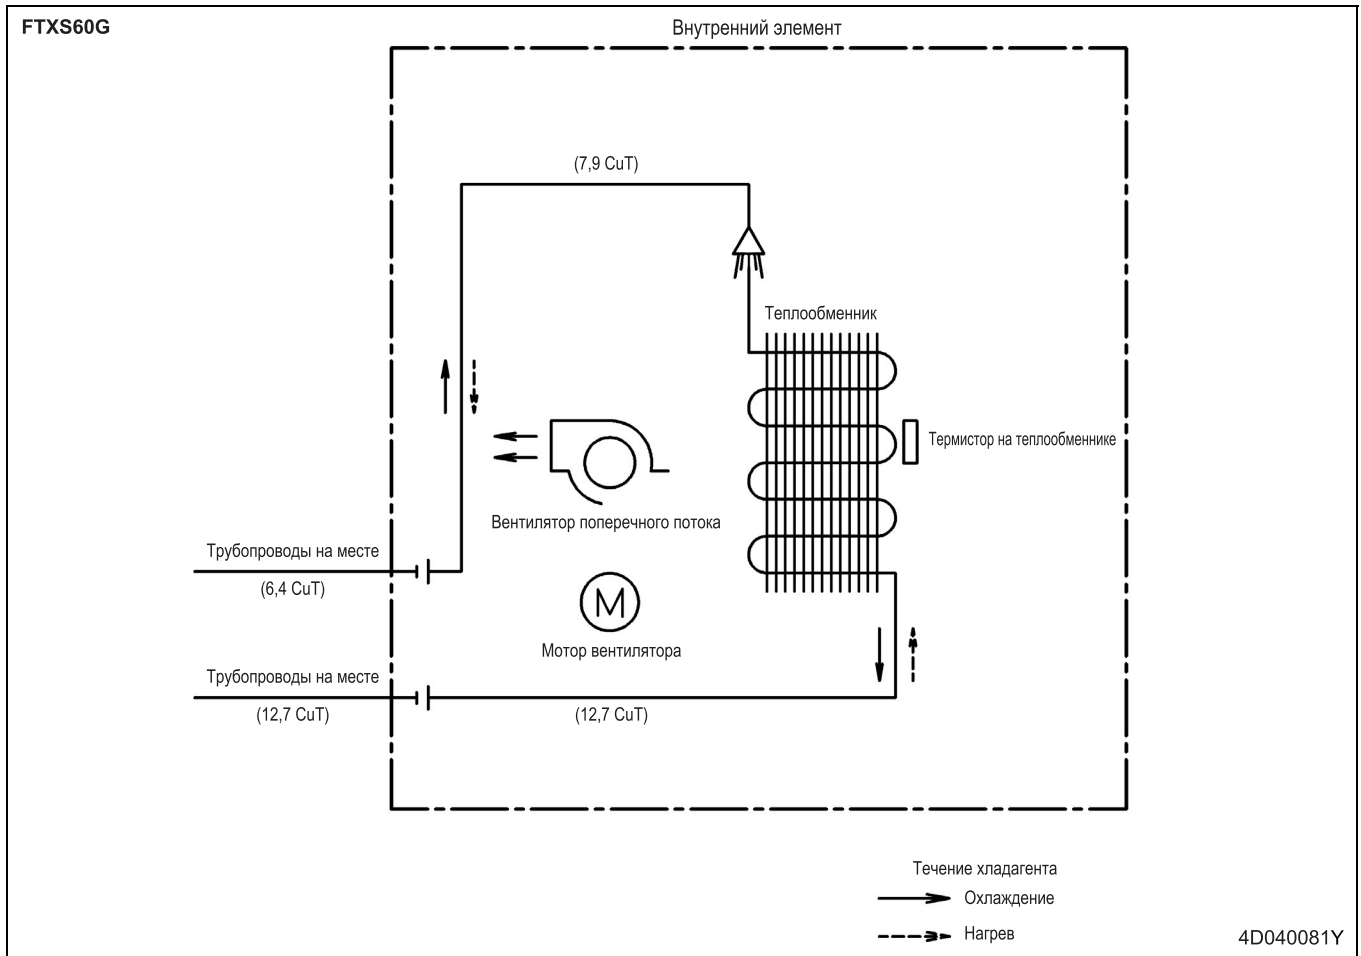 FTXS60G
Внутренний элемент
(7,9 CuT)
Теплообменник
Термистор на теплообменнике
Вентилятор поперечного потока
Трубопроводы на месте
(6,4 CuT)
M
Мотор вентилятора
Трубопроводы на месте
(12,7 CuT)
(12,7 CuT)
Течение хладагента
Охлаждение
Нагрев
4D040081Y